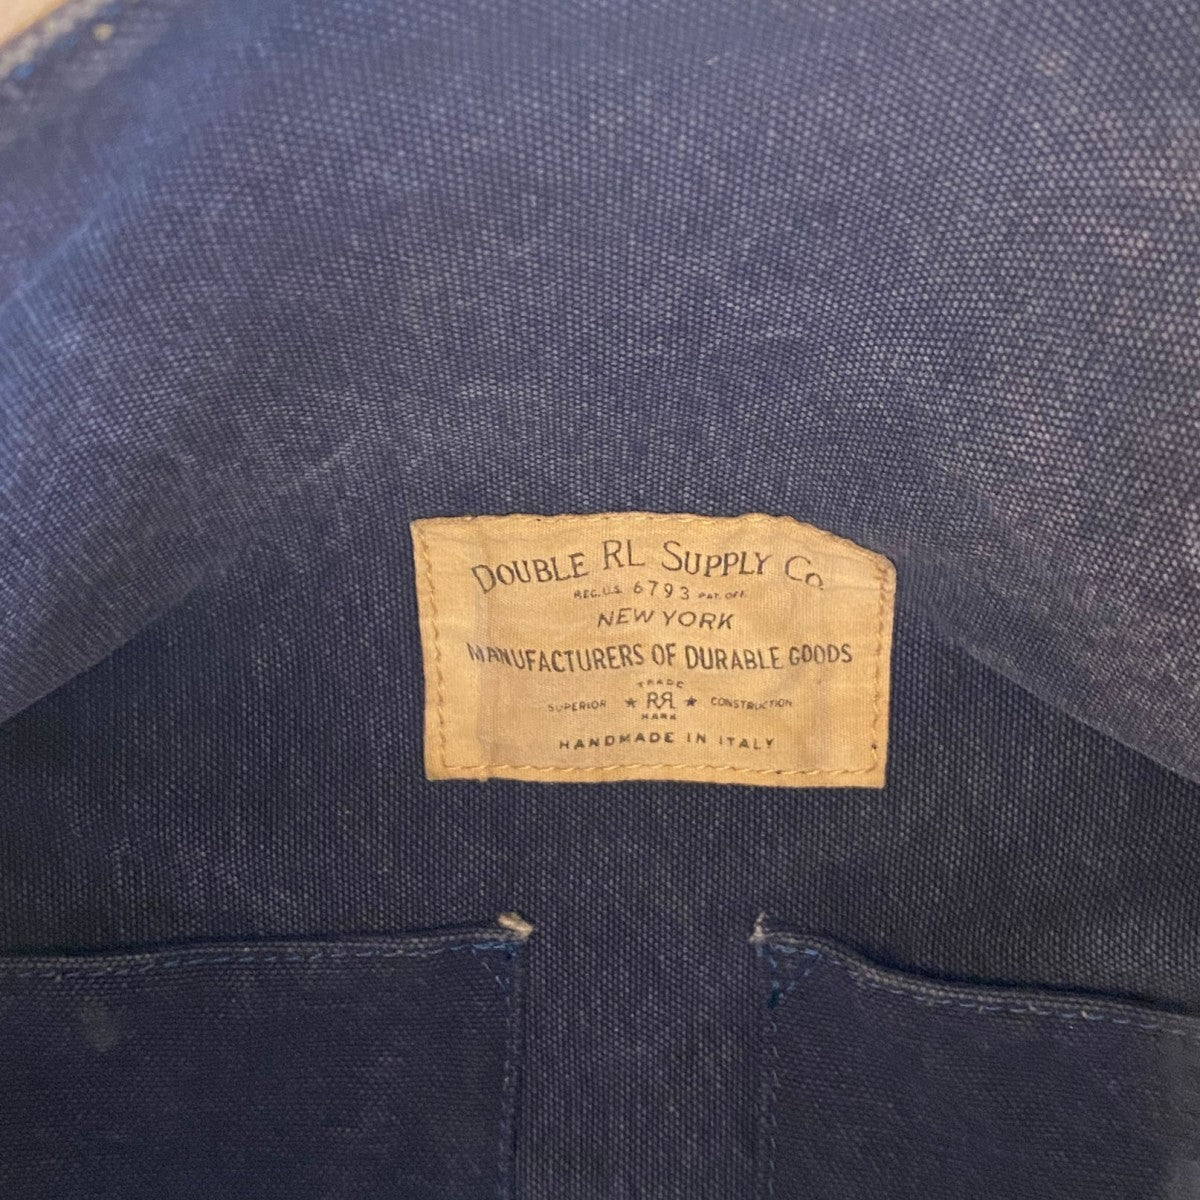 DOUBLE RL SUPPLY Co.
REG. U.S. 6793 PAT. OFF.
NEW YORK
MANUFACTURERS OF DURABLE GOODS
TRADE
SUPERIOR ★ RR ★ CONSTRUCTION
MARK
HANDMADE IN ITALY